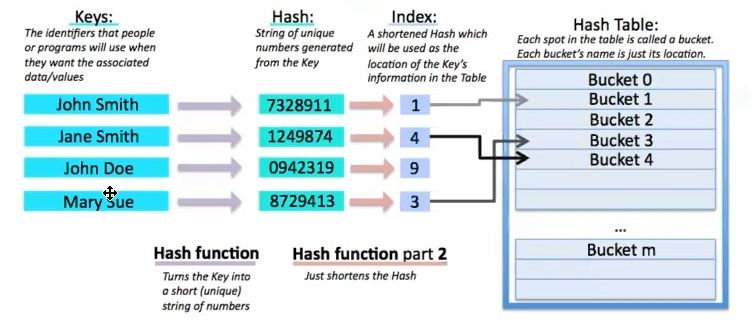 Keys:
The identifiers that people
or programs will use when
they want the associated
data/values
Hash:
String of unique
numbers generated
from the Key
Index:
A shortened Hash which
will be used as the
location of the Key's
information in the Table
Hash Table:
Each spot in the table is called a bucket.
Each bucket's name is just its location.
John Smith 7328911 1
Jane Smith 1249874 4
John Doe 0942319 9
Mary Sue 8729413 3
Bucket 0
Bucket 1
Bucket 2
Bucket 3
Bucket 4
...
Bucket m
Hash function
Turns the Key into
a short (unique)
string of numbers
Hash function part 2
Just shortens the Hash